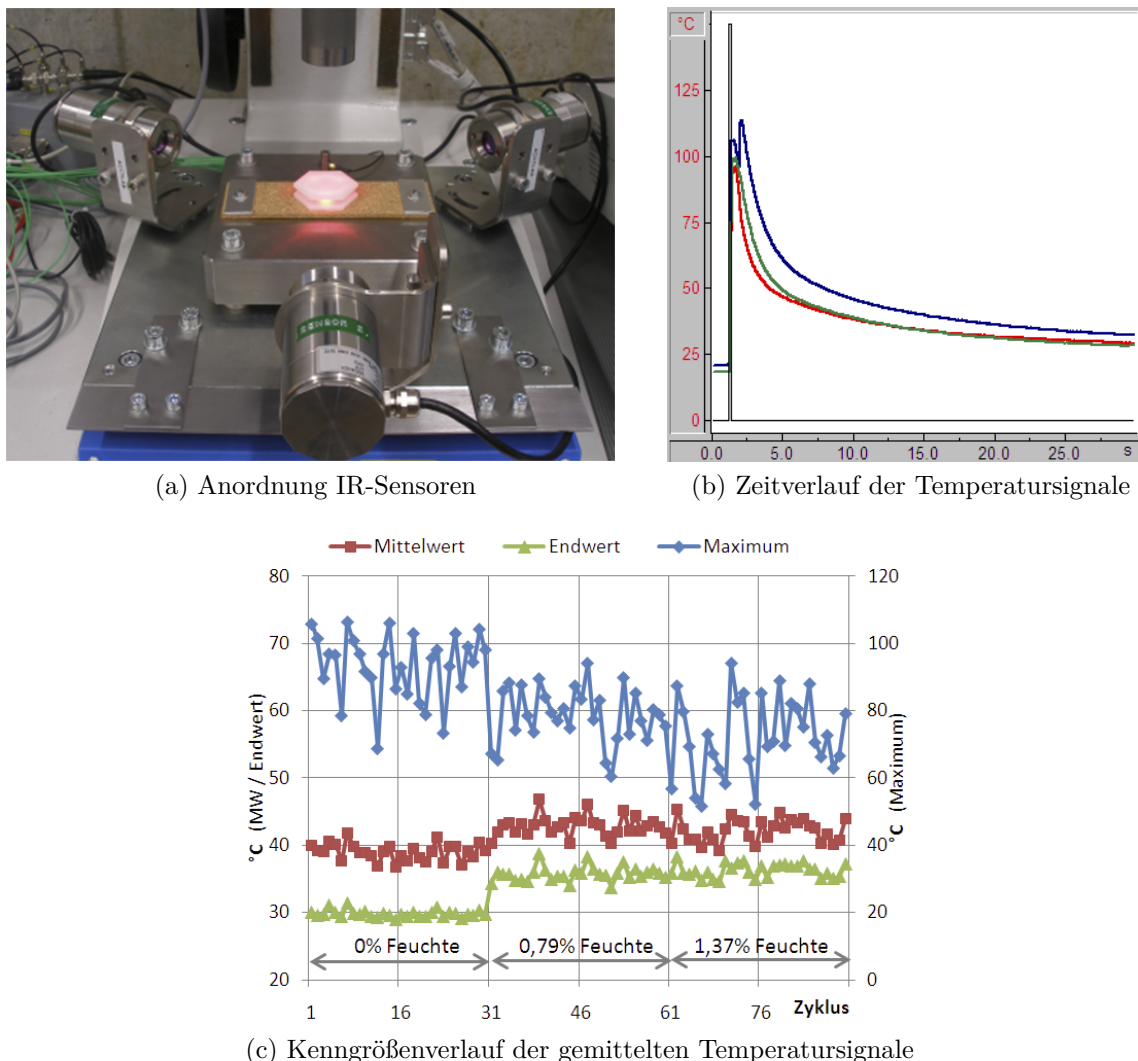 °C
125
100
75
50
25
0
0.0 5.0 10.0 15.0 20.0 25.0 s
(a) Anordnung IR-Sensoren
(b) Zeitverlauf der Temperatursignale
Mittelwert Endwert Maximum
80 120
70 100
60 80
50 60
40 40
30 20
20 0
°C (MW / Endwert)
°C (Maximum)
0% Feuchte 0,79% Feuchte 1,37% Feuchte
1 16 31 46 61 76 Zyklus
(c) Kenngrößenverlauf der gemittelten Temperatursignale